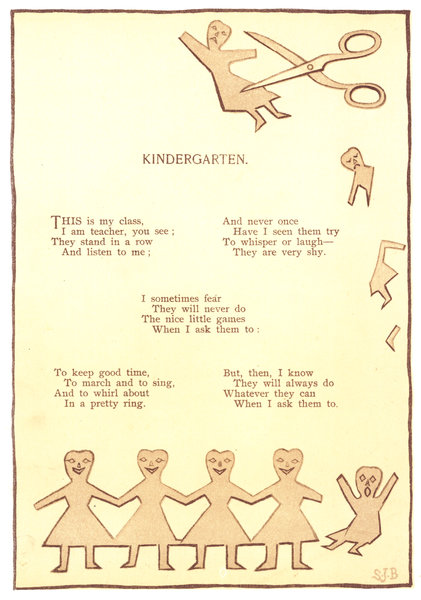 KINDERGARTEN.
THIS is my class,
I am teacher, you see;
They stand in a row
And listen to me;
And never once
Have I seen them try
To whisper or laugh—
They are very shy.
I sometimes fear
They will never do
The nice little games
When I ask them to:
To keep good time,
To march and to sing,
And to whirl about
In a pretty ring.
But, then, I know
They will always do
Whatever they can
When I ask them to.
S.J.B